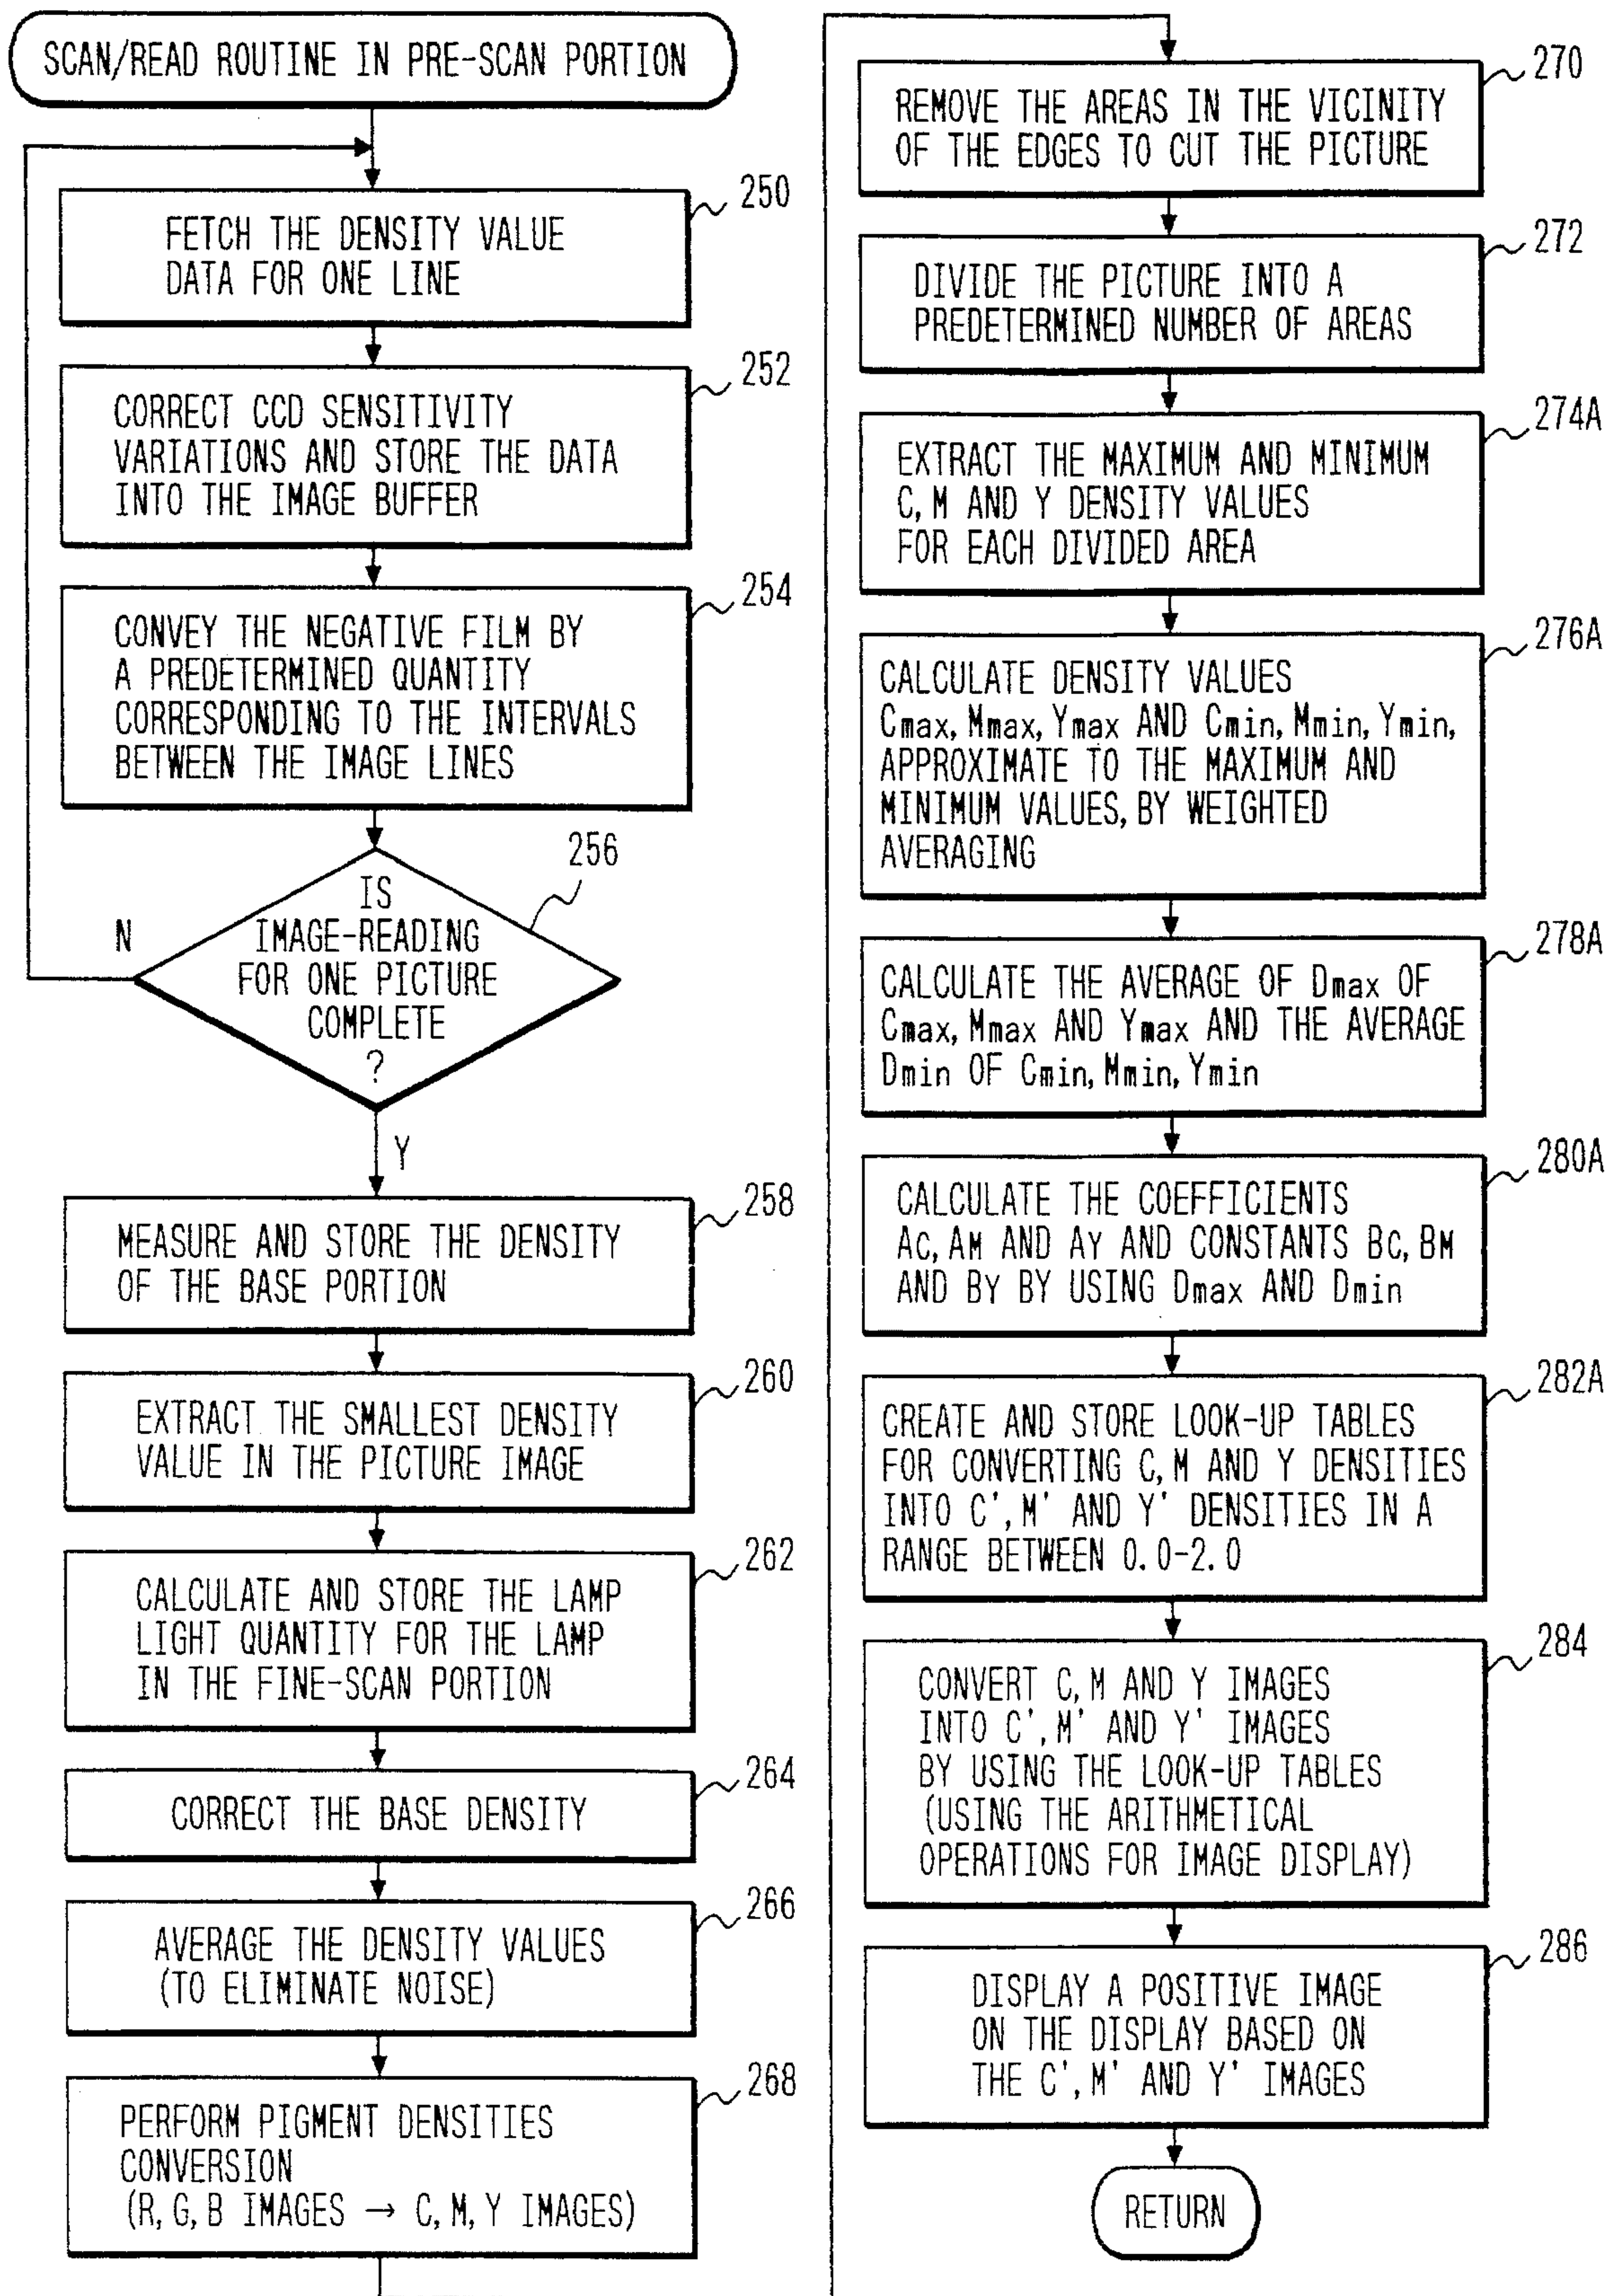 SCAN/READ ROUTINE IN PRE-SCAN PORTION
250
FETCH THE DENSITY VALUE
DATA FOR ONE LINE
252
CORRECT CCD SENSITIVITY
VARIATIONS AND STORE THE DATA
INTO THE IMAGE BUFFER
254
CONVEY THE NEGATIVE FILM BY
A PREDETERMINED QUANTITY
CORRESPONDING TO THE INTERVALS
BETWEEN THE IMAGE LINES
256
IS
IMAGE-READING
FOR ONE PICTURE
COMPLETE
?
N
Y
258
MEASURE AND STORE THE DENSITY
OF THE BASE PORTION
260
EXTRACT THE SMALLEST DENSITY
VALUE IN THE PICTURE IMAGE
262
CALCULATE AND STORE THE LAMP
LIGHT QUANTITY FOR THE LAMP
IN THE FINE-SCAN PORTION
264
CORRECT THE BASE DENSITY
266
AVERAGE THE DENSITY VALUES
(TO ELIMINATE NOISE)
268
PERFORM PIGMENT DENSITIES
CONVERSION
(R, G, B IMAGES → C, M, Y IMAGES)
270
REMOVE THE AREAS IN THE VICINITY
OF THE EDGES TO CUT THE PICTURE
272
DIVIDE THE PICTURE INTO A
PREDETERMINED NUMBER OF AREAS
274A
EXTRACT THE MAXIMUM AND MINIMUM
C, M AND Y DENSITY VALUES
FOR EACH DIVIDED AREA
276A
CALCULATE DENSITY VALUES
Cmax, Mmax, Ymax AND Cmin, Mmin, Ymin,
APPROXIMATE TO THE MAXIMUM AND
MINIMUM VALUES, BY WEIGHTED
AVERAGING
278A
CALCULATE THE AVERAGE OF Dmax OF
Cmax, Mmax AND Ymax AND THE AVERAGE
Dmin OF Cmin, Mmin, Ymin
280A
CALCULATE THE COEFFICIENTS
AC, AM AND AY AND CONSTANTS BC, BM
AND BY BY USING Dmax AND Dmin
282A
CREATE AND STORE LOOK-UP TABLES
FOR CONVERTING C, M AND Y DENSITIES
INTO C', M' AND Y' DENSITIES IN A
RANGE BETWEEN 0.0-2.0
284
CONVERT C, M AND Y IMAGES
INTO C', M' AND Y' IMAGES
BY USING THE LOOK-UP TABLES
(USING THE ARITHMETICAL
OPERATIONS FOR IMAGE DISPLAY)
286
DISPLAY A POSITIVE IMAGE
ON THE DISPLAY BASED ON
THE C', M' AND Y' IMAGES
RETURN